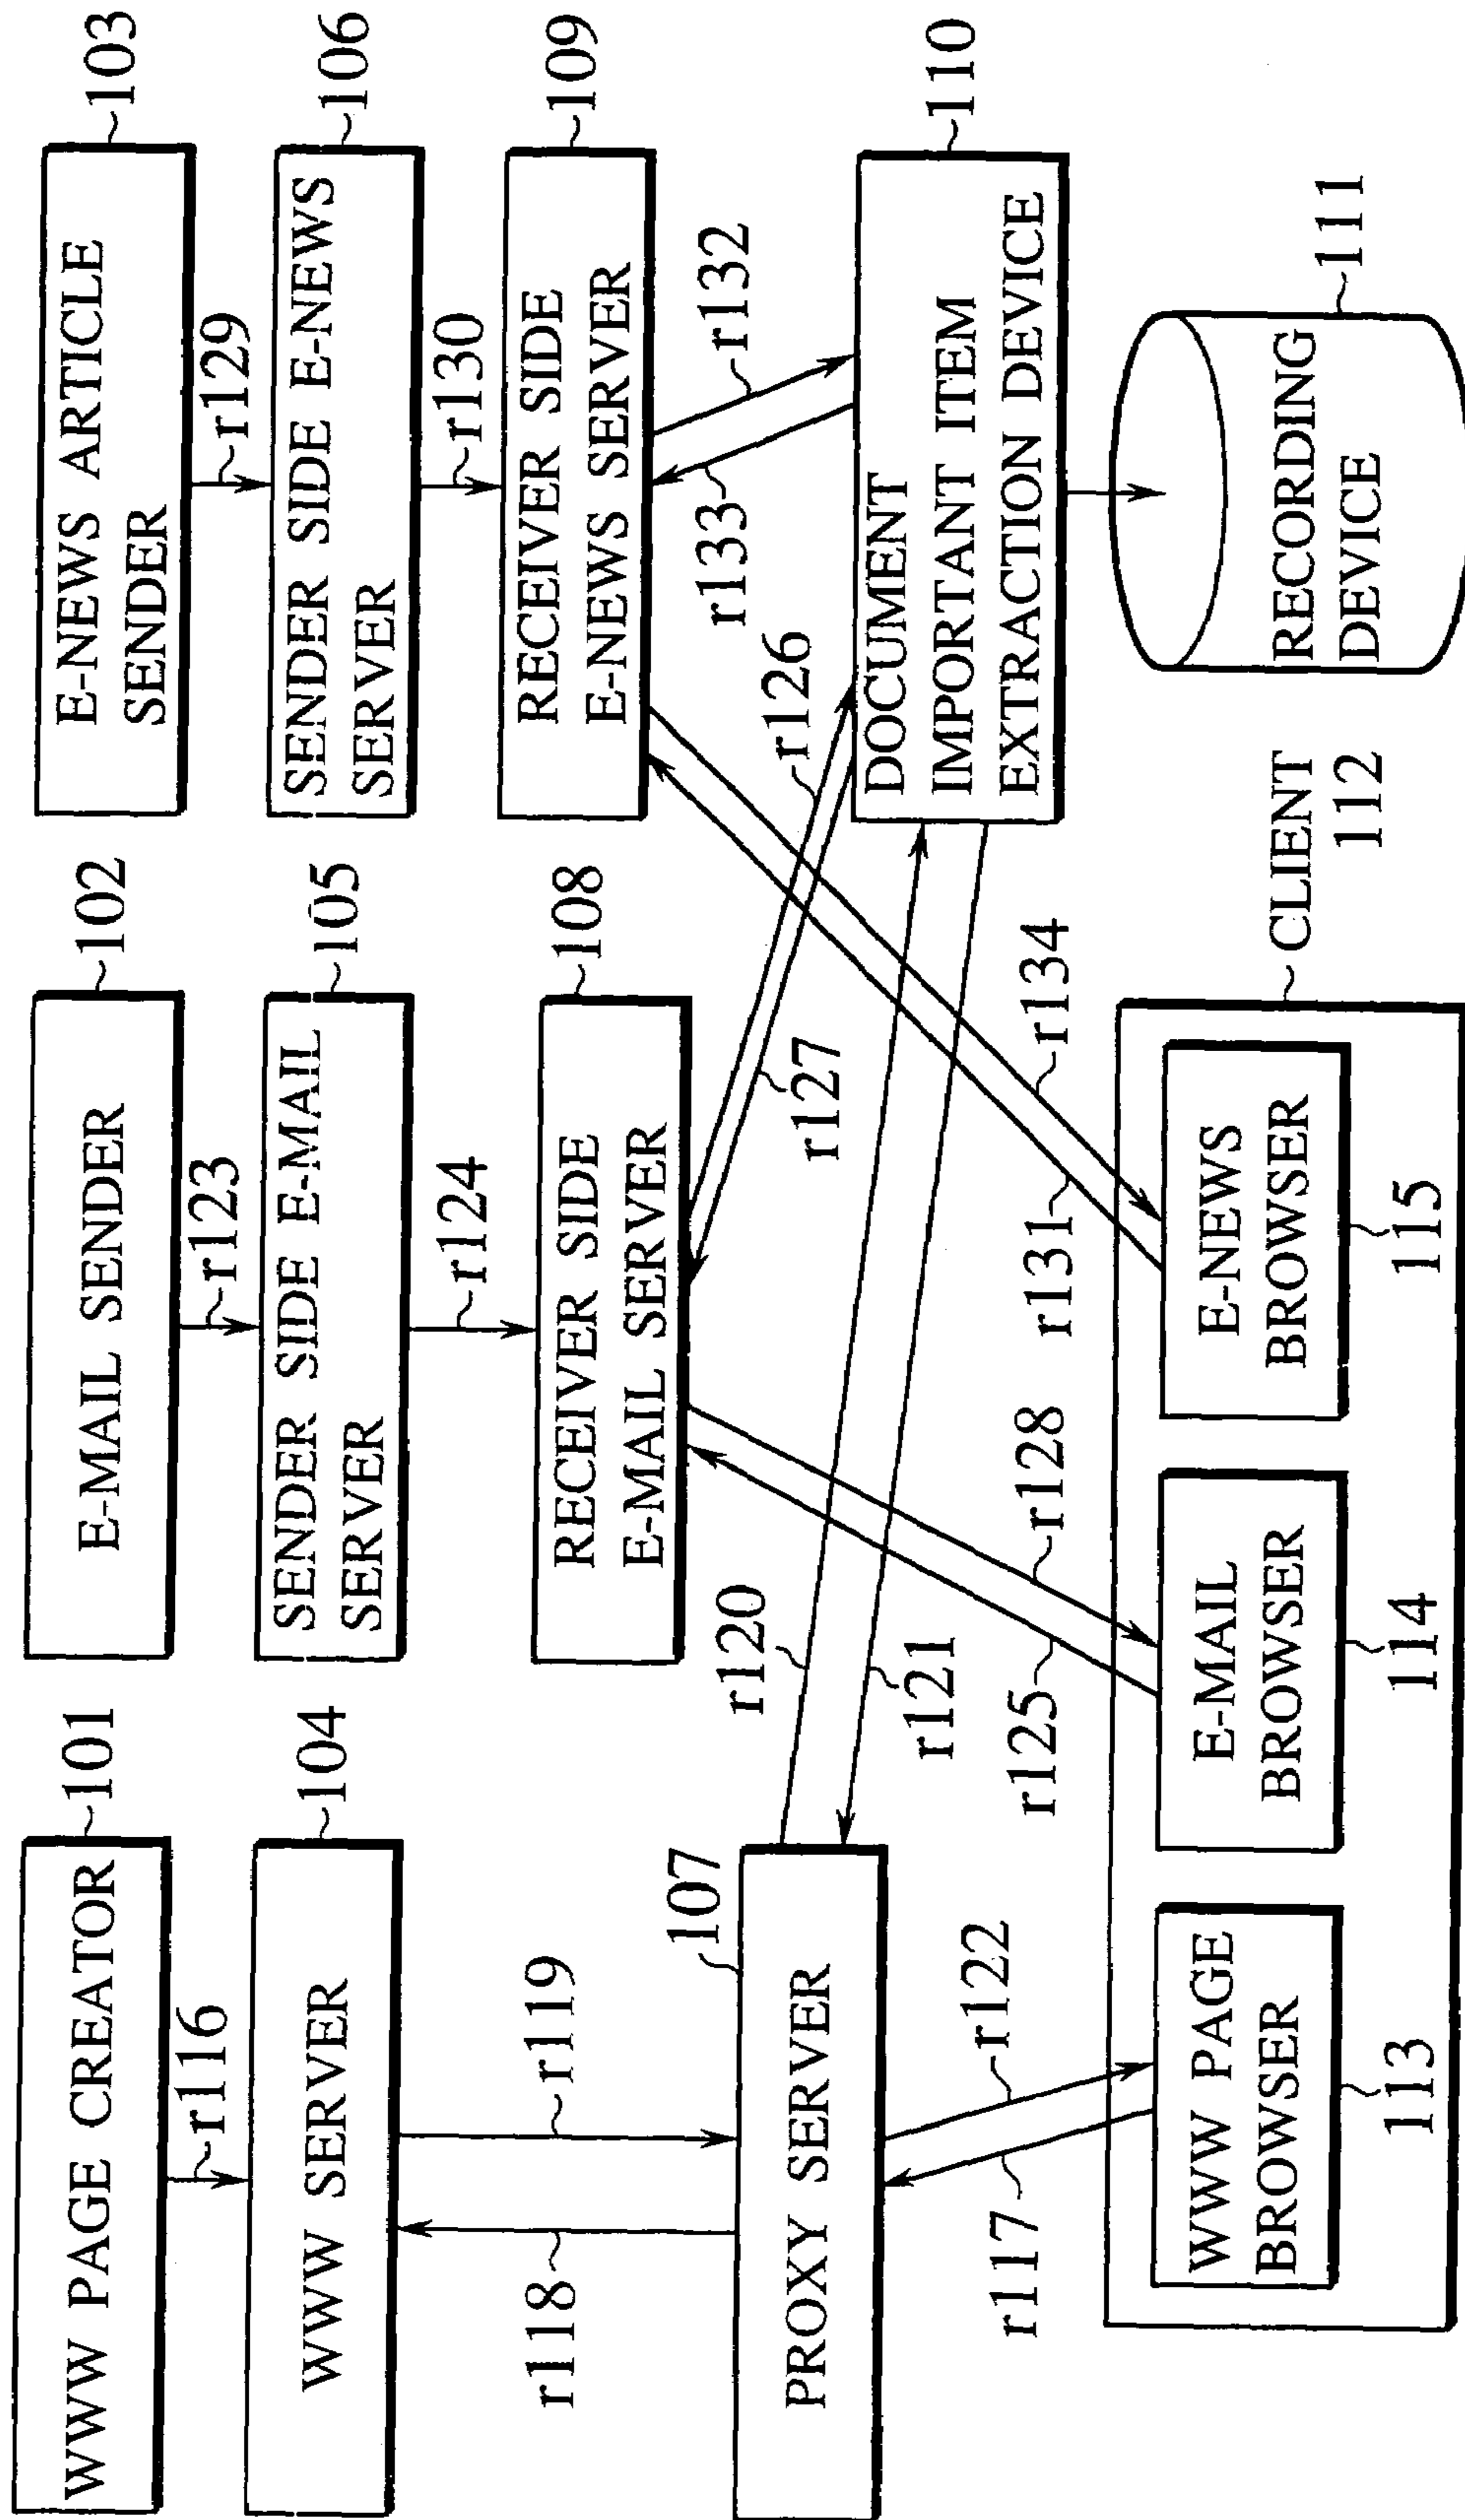 WWW PAGE CREATOR
101
E-MAIL SENDER
102
E-NEWS ARTICLE
SENDER
103
r116
r123
r129
WWW SERVER
104
SENDER SIDE E-MAIL
SERVER
105
SENDER SIDE E-NEWS
SERVER
106
r118
r119
r124
r130
RECEIVER SIDE
E-MAIL SERVER
108
RECEIVER SIDE
E-NEWS SERVER
109
107
PROXY SERVER
r120
r121
r127
r126
r133
r132
DOCUMENT
IMPORTANT ITEM
EXTRACTION DEVICE
110
r117
r122
r125
r128
r131
r134
WWW PAGE
BROWSER
113
E-MAIL
BROWSER
114
E-NEWS
BROWSER
115
CLIENT
112
RECORDING
DEVICE
111